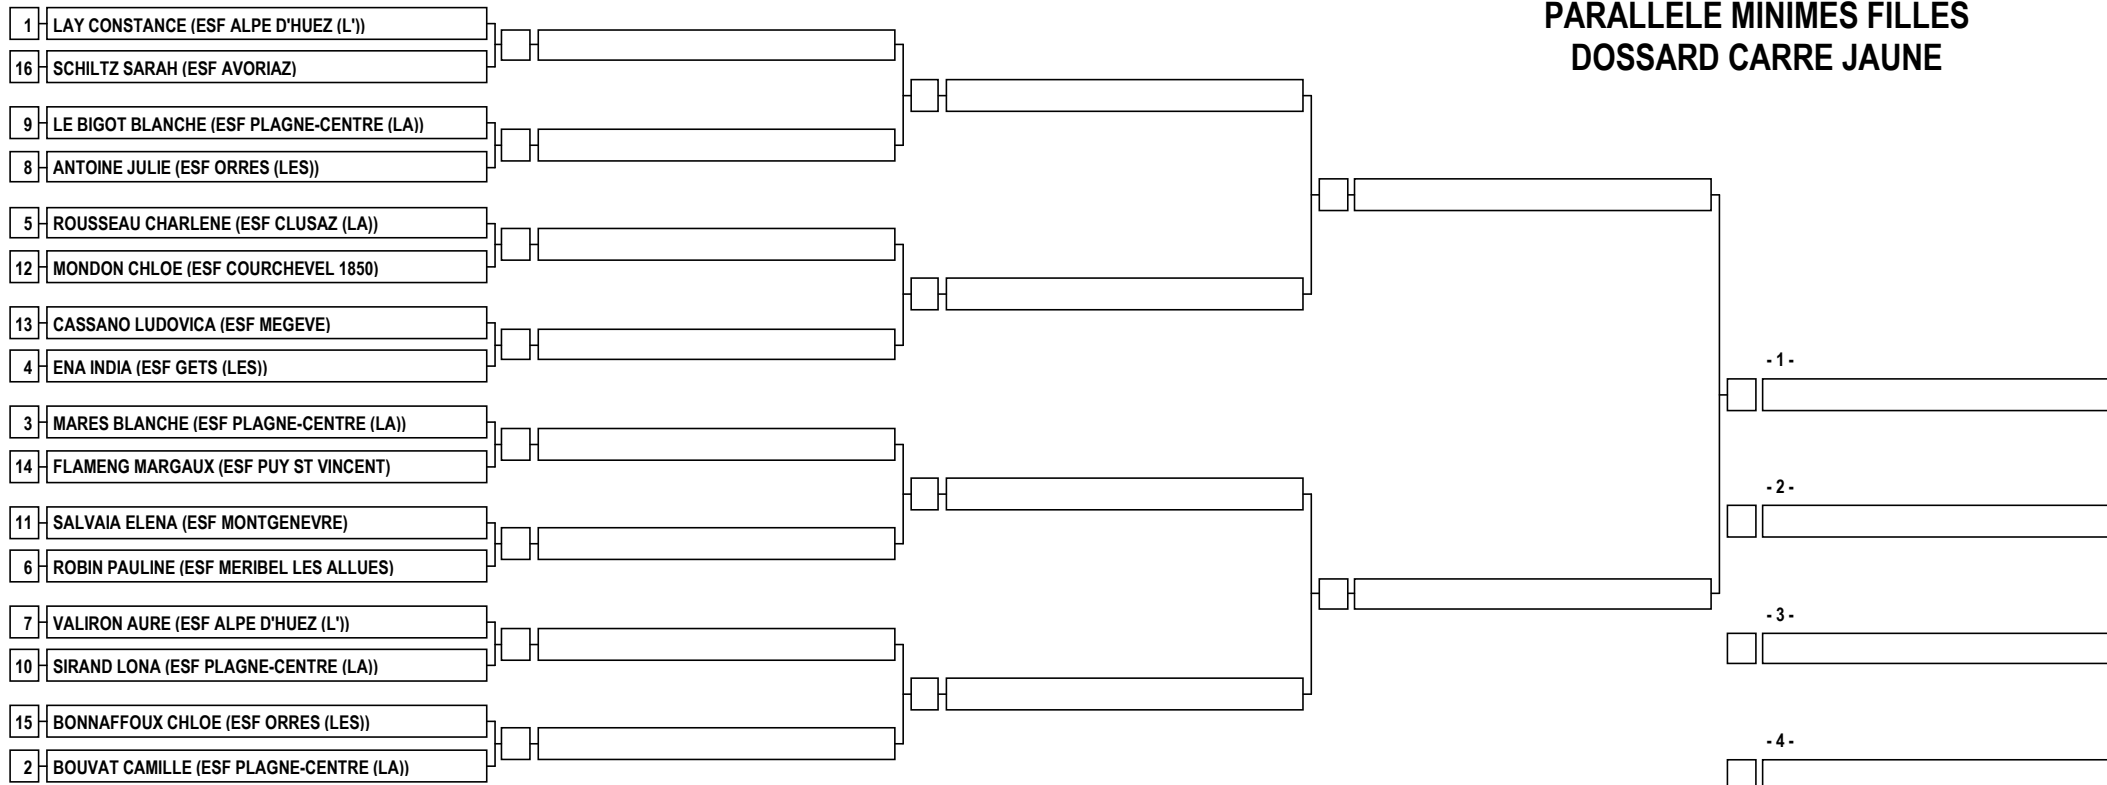 PARALLELE MINIMES FILLES
DOSSARD CARRE JAUNE
1 LAY CONSTANCE (ESF ALPE D'HUEZ (L'))
16 SCHILTZ SARAH (ESF AVORIAZ)
9 LE BIGOT BLANCHE (ESF PLAGNE-CENTRE (LA))
8 ANTOINE JULIE (ESF ORRES (LES))
5 ROUSSEAU CHARLENE (ESF CLUSAZ (LA))
12 MONDON CHLOE (ESF COURCHEVEL 1850)
13 CASSANO LUDOVICA (ESF MEGEVE)
4 ENA INDIA (ESF GETS (LES))
3 MARES BLANCHE (ESF PLAGNE-CENTRE (LA))
14 FLAMENG MARGAUX (ESF PUY ST VINCENT)
11 SALVAIA ELENA (ESF MONTGENEVRE)
6 ROBIN PAULINE (ESF MERIBEL LES ALLUES)
7 VALIRON AURE (ESF ALPE D'HUEZ (L'))
10 SIRAND LONA (ESF PLAGNE-CENTRE (LA))
15 BONNAFFOUX CHLOE (ESF ORRES (LES))
2 BOUVAT CAMILLE (ESF PLAGNE-CENTRE (LA))
- 1 -
- 2 -
- 3 -
- 4 -